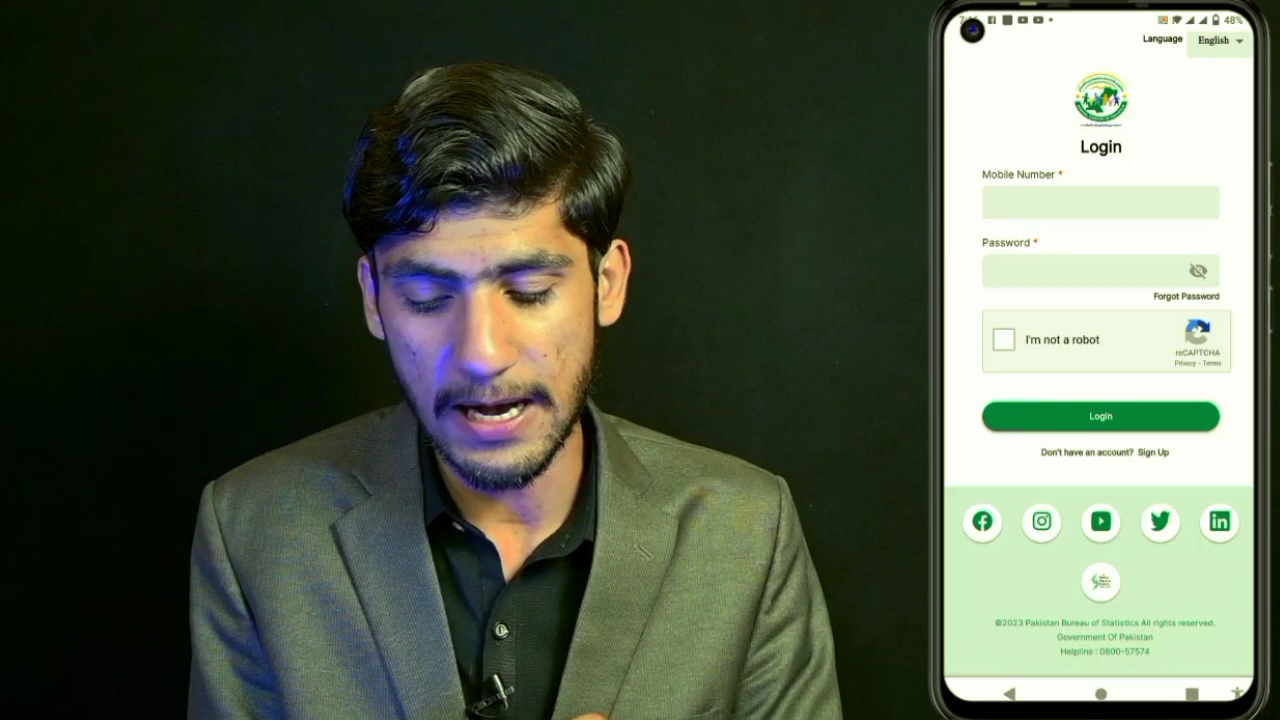 48%
Language English
Login
Mobile Number *
Password *
Forgot Password
I'm not a robot
reCAPTCHA
Privacy - Terms
Login
Don't have an account? Sign Up
©2023 Pakistan Bureau of Statistics All rights reserved.
Government Of Pakistan
Helpline : 0800-57574